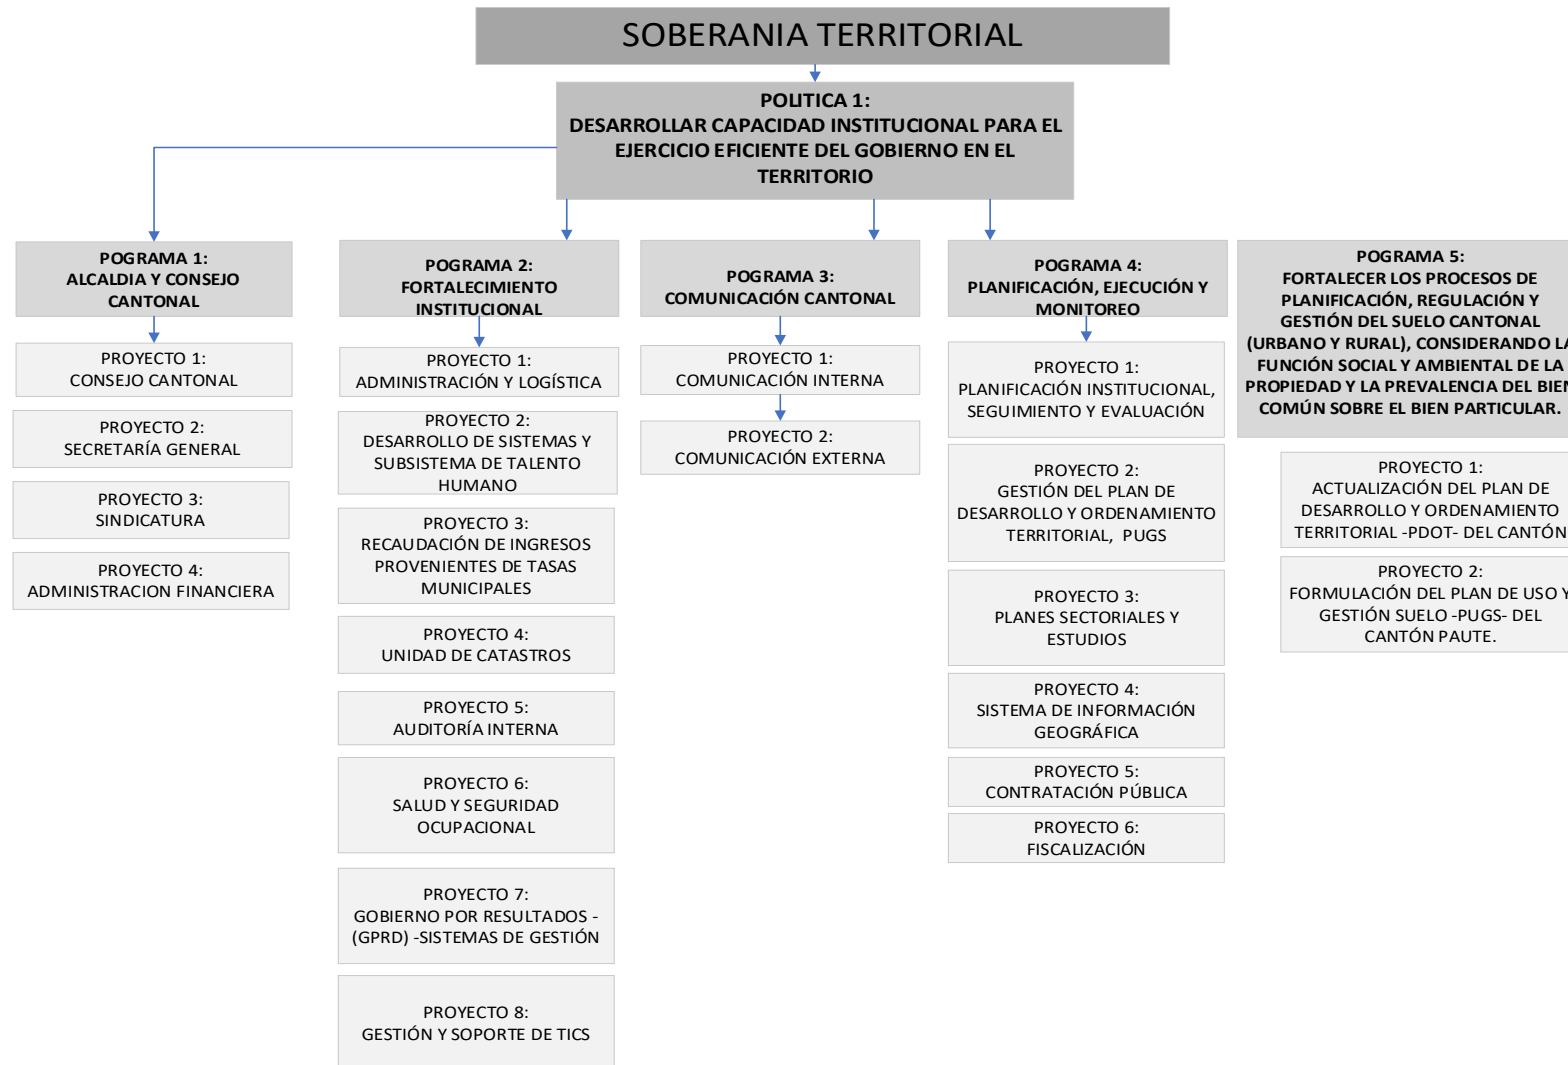 SOBERANIA TERRITORIAL
POLITICA 1:
DESARROLLAR CAPACIDAD INSTITUCIONAL PARA EL
EJERCICIO EFICIENTE DEL GOBIERNO EN EL
TERRITORIO
POGRAMA 1:
ALCALDIA Y CONSEJO
CANTONAL
PROYECTO 1:
CONSEJO CANTONAL
PROYECTO 2:
SECRETARÍA GENERAL
PROYECTO 3:
SINDICATURA
PROYECTO 4:
ADMINISTRACION FINANCIERA
POGRAMA 2:
FORTALECIMIENTO
INSTITUCIONAL
PROYECTO 1:
ADMINISTRACIÓN Y LOGÍSTICA
PROYECTO 2:
DESARROLLO DE SISTEMAS Y
SUBSISTEMA DE TALENTO
HUMANO
PROYECTO 3:
RECAUDACIÓN DE INGRESOS
PROVENIENTES DE TASAS
MUNICIPALES
PROYECTO 4:
UNIDAD DE CATASTROS
PROYECTO 5:
AUDITORÍA INTERNA
PROYECTO 6:
SALUD Y SEGURIDAD
OCUPACIONAL
PROYECTO 7:
GOBIERNO POR RESULTADOS -
(GPRD) -SISTEMAS DE GESTIÓN
PROYECTO 8:
GESTIÓN Y SOPORTE DE TICS
POGRAMA 3:
COMUNICACIÓN CANTONAL
PROYECTO 1:
COMUNICACIÓN INTERNA
PROYECTO 2:
COMUNICACIÓN EXTERNA
POGRAMA 4:
PLANIFICACIÓN, EJECUCIÓN Y
MONITOREO
PROYECTO 1:
PLANIFICACIÓN INSTITUCIONAL,
SEGUIMIENTO Y EVALUACIÓN
PROYECTO 2:
GESTIÓN DEL PLAN DE
DESARROLLO Y ORDENAMIENTO
TERRITORIAL, PUGS
PROYECTO 3:
PLANES SECTORIALES Y
ESTUDIOS
PROYECTO 4:
SISTEMA DE INFORMACIÓN
GEOGRÁFICA
PROYECTO 5:
CONTRATACIÓN PÚBLICA
PROYECTO 6:
FISCALIZACIÓN
POGRAMA 5:
FORTALECER LOS PROCESOS DE
PLANIFICACIÓN, REGULACIÓN Y
GESTIÓN DEL SUELO CANTONAL
(URBANO Y RURAL), CONSIDERANDO LA
FUNCIÓN SOCIAL Y AMBIENTAL DE LA
PROPIEDAD Y LA PREVALENCIA DEL BIEN
COMÚN SOBRE EL BIEN PARTICULAR.
PROYECTO 1:
ACTUALIZACIÓN DEL PLAN DE
DESARROLLO Y ORDENAMIENTO
TERRITORIAL -PDOT- DEL CANTÓN
PROYECTO 2:
FORMULACIÓN DEL PLAN DE USO Y
GESTIÓN SUELO -PUGS- DEL
CANTÓN PAUTE.